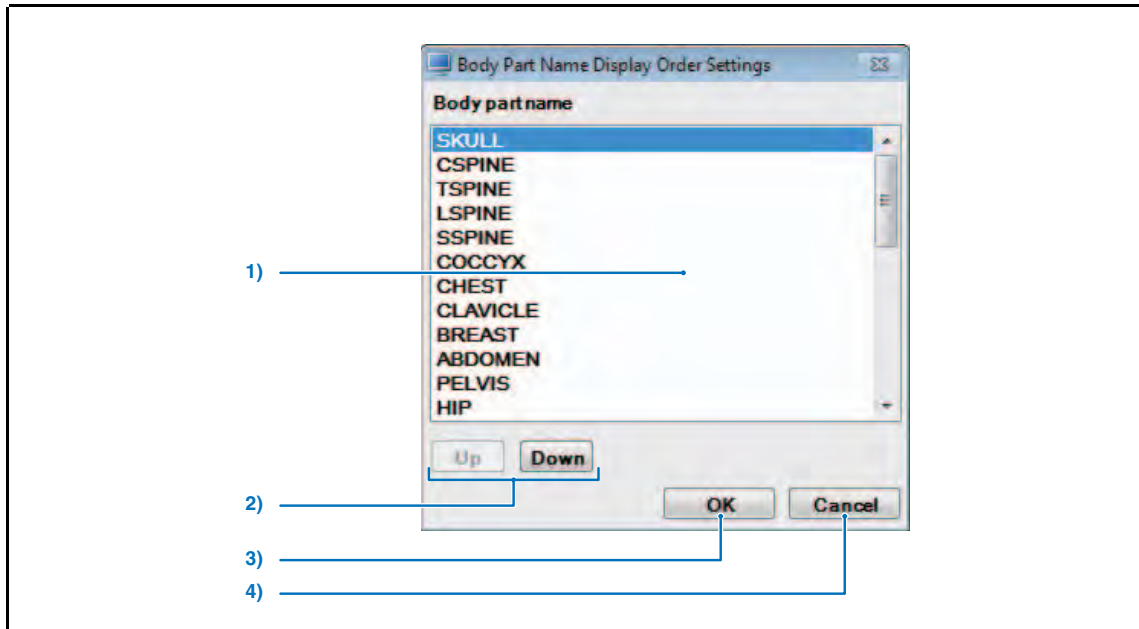 Body Part Name Display Order Settings
Body part name
SKULL
CSPINE
TSPINE
LSPINE
SSPINE
COCCYX
CHEST
CLAVICLE
BREAST
ABDOMEN
PELVIS
HIP
1)
Up Down
2)
OK Cancel
3)
4)